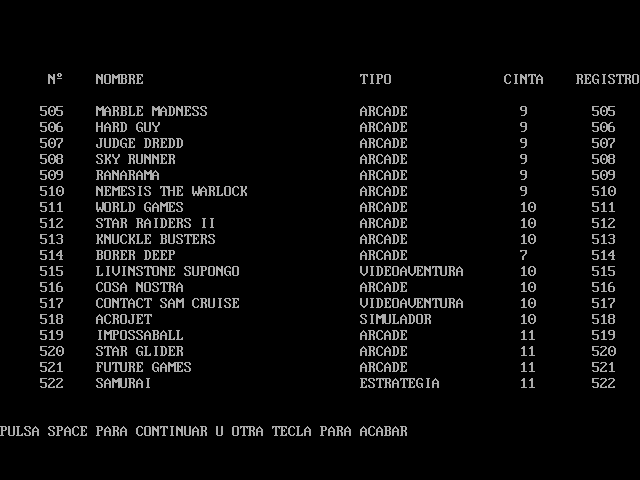 Nº NOMBRE TIPO CINTA REGISTRO
505 MARBLE MADNESS ARCADE 9 505
506 HARD GUY ARCADE 9 506
507 JUDGE DREDD ARCADE 9 507
508 SKY RUNNER ARCADE 9 508
509 RANARAMA ARCADE 9 509
510 NEMESIS THE WARLOCK ARCADE 9 510
511 WORLD GAMES ARCADE 10 511
512 STAR RAIDERS II ARCADE 10 512
513 KNUCKLE BUSTERS ARCADE 10 513
514 BORER DEEP ARCADE 7 514
515 LIVINSTONE SUPONGO VIDEOAVENTURA 10 515
516 COSA NOSTRA ARCADE 10 516
517 CONTACT SAM CRUISE VIDEOAVENTURA 10 517
518 ACROJET SIMULADOR 10 518
519 IMPOSSABALL ARCADE 11 519
520 STAR GLIDER ARCADE 11 520
521 FUTURE GAMES ARCADE 11 521
522 SAMURAI ESTRATEGIA 11 522
PULSA SPACE PARA CONTINUAR U OTRA TECLA PARA ACABAR